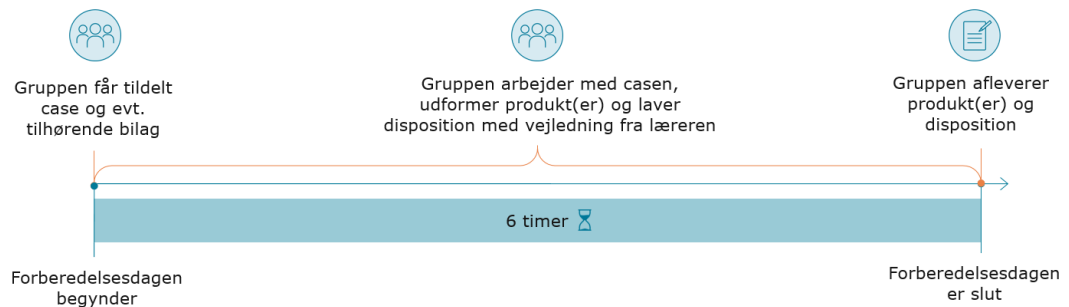 Gruppen får tildelt
case og evt.
tilhørende bilag
Gruppen arbejder med casen,
udformer produkt(er) og laver
disposition med vejledning fra læreren
Gruppen afleverer
produkt(er) og
disposition
6 timer
Forberedelsesdagen
begynder
Forberedelsesdagen
er slut